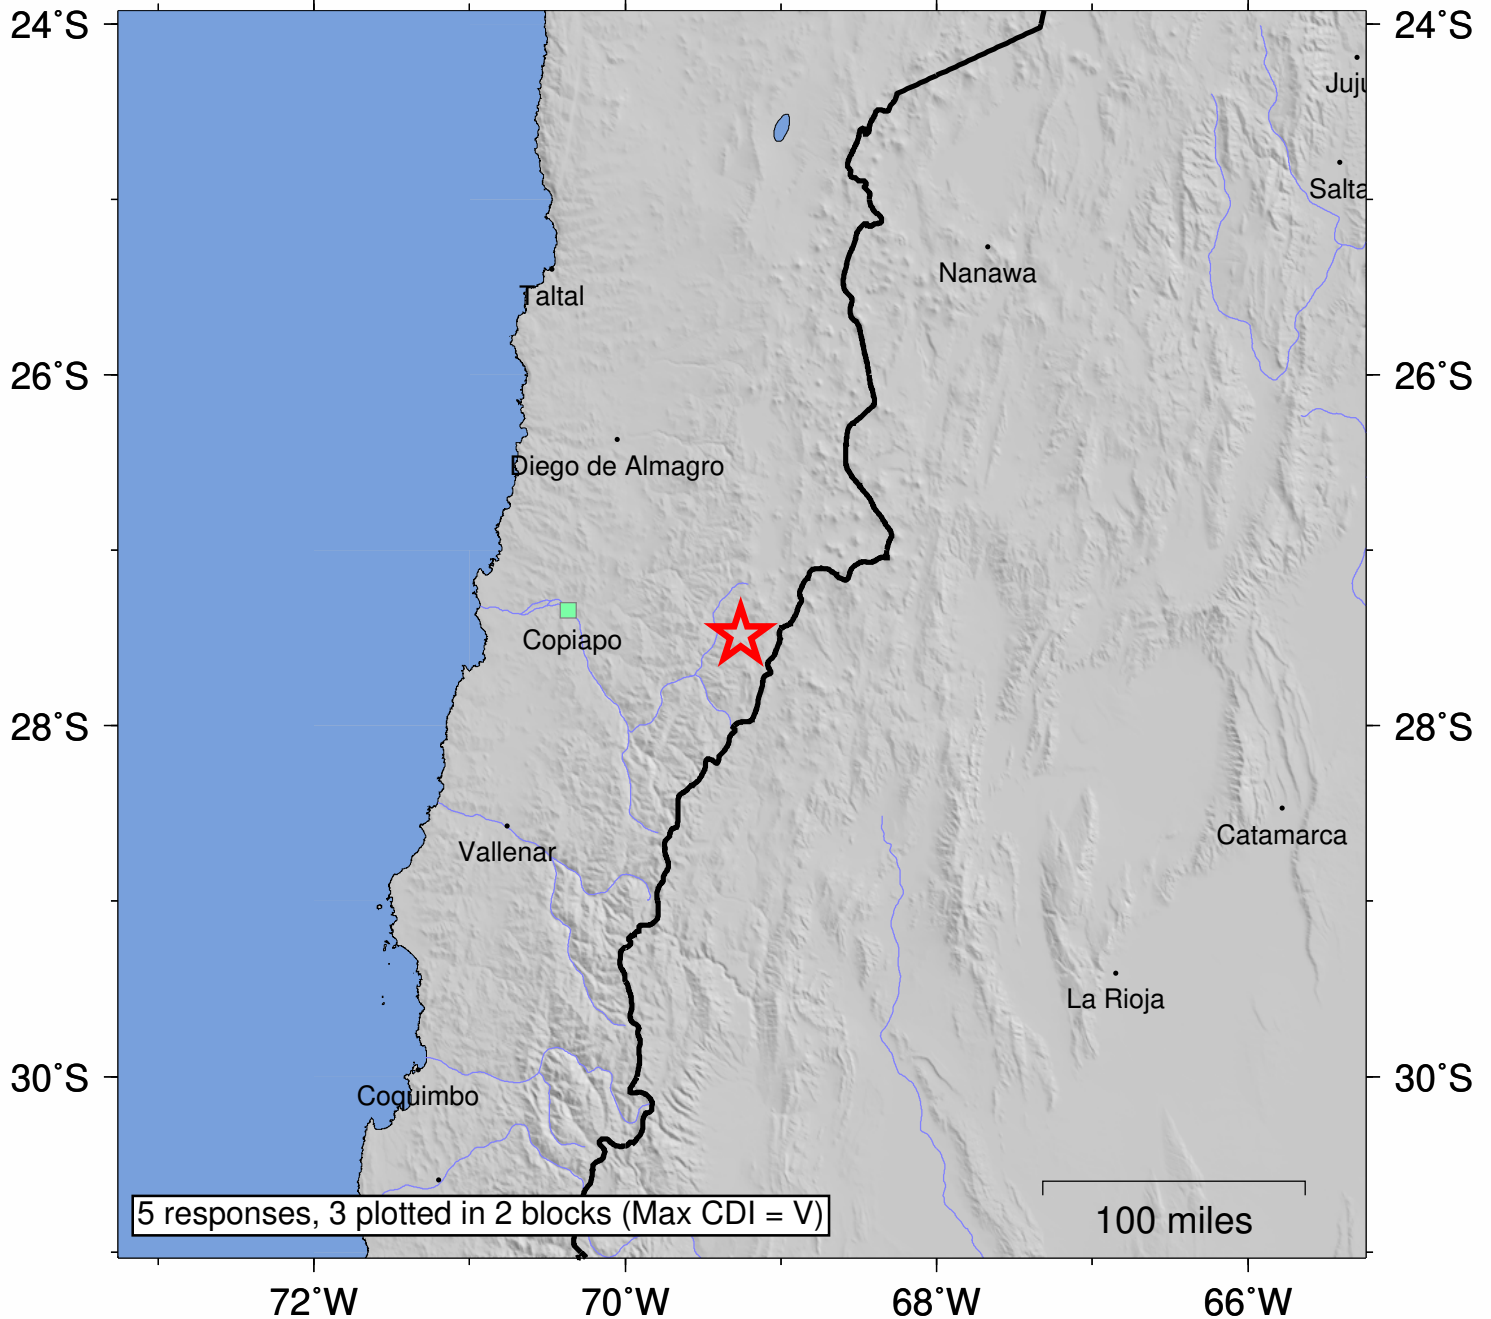 24°S 24°S
Juju
Salta
Nanawa
Taltal
26°S 26°S
Diego de Almagro
Copiapo
28°S 28°S
Catamarca
Vallenar
La Rioja
30°S 30°S
Coquimbo
5 responses, 3 plotted in 2 blocks (Max CDI = V)
100 miles
72°W 70°W 68°W 66°W